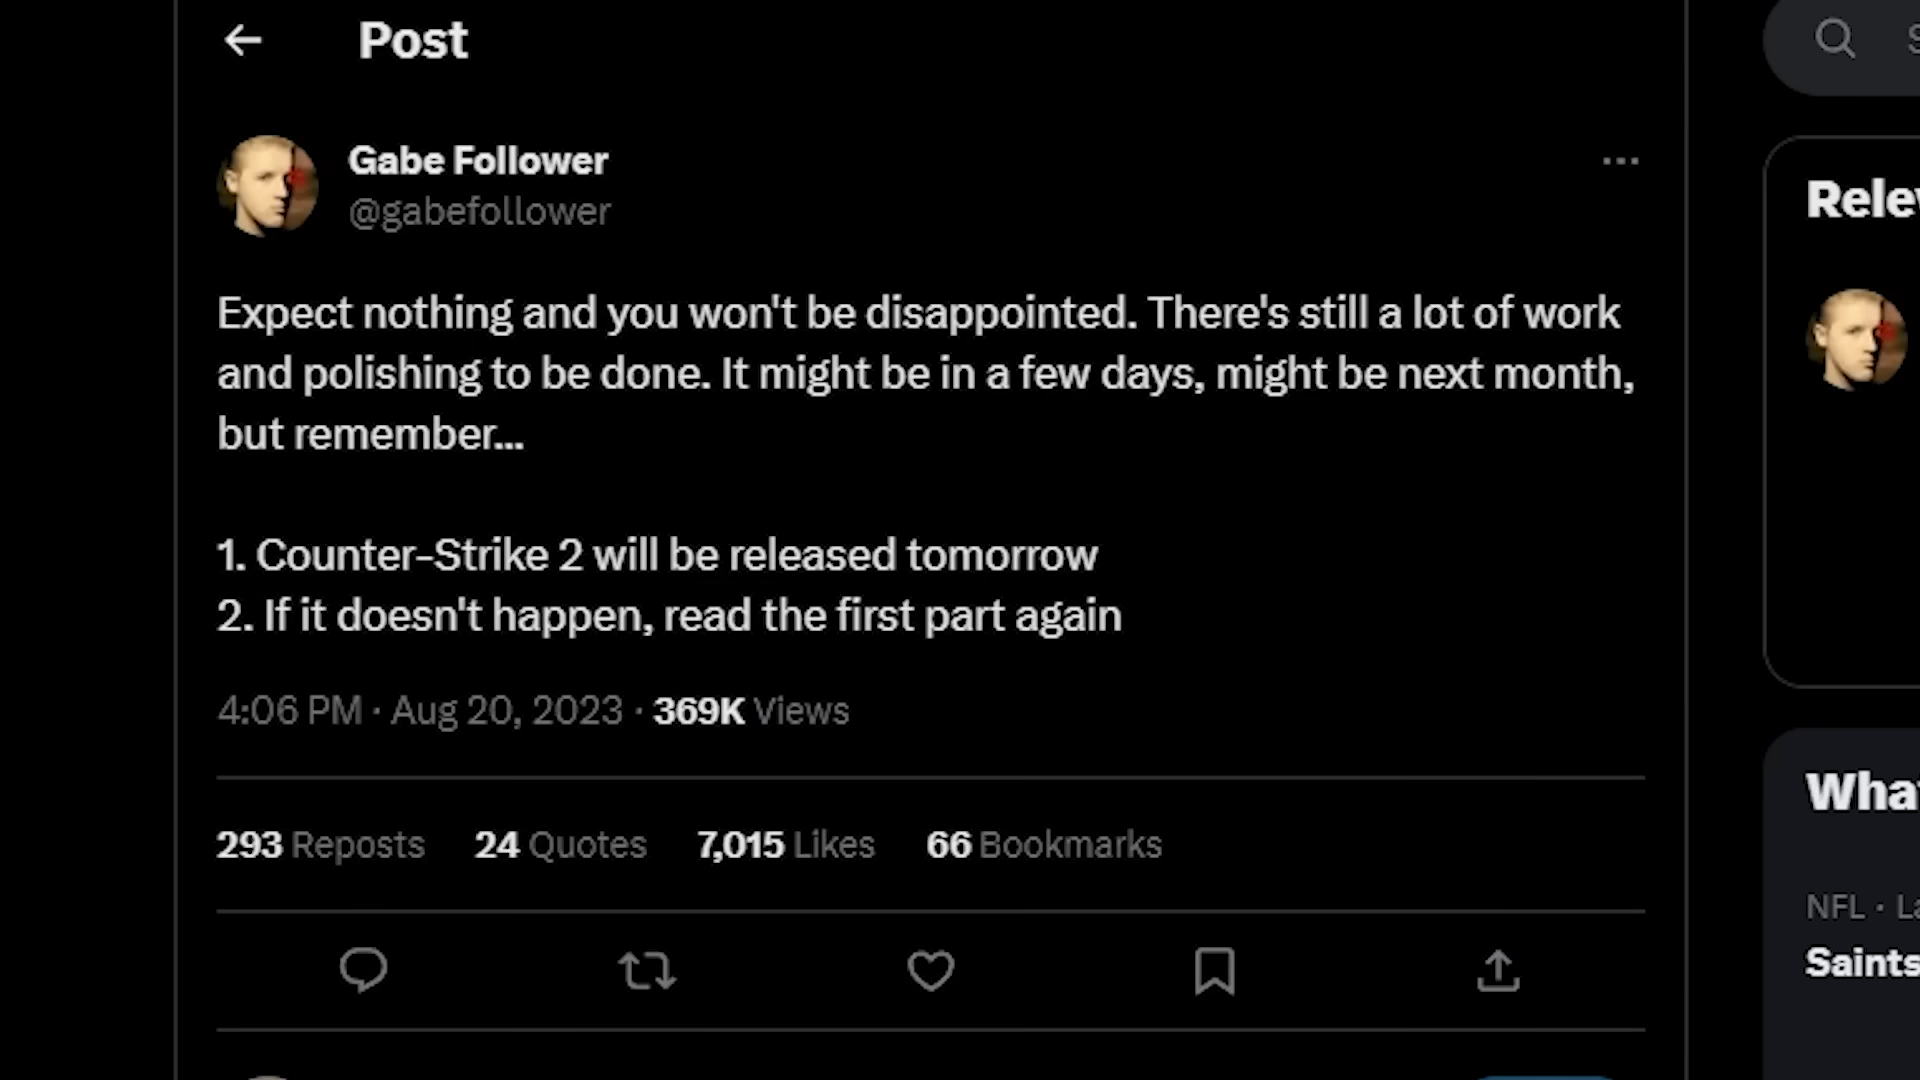 Post
Gabe Follower
@gabefollower
Expect nothing and you won't be disappointed. There's still a lot of work
and polishing to be done. It might be in a few days, might be next month,
but remember...
1. Counter-Strike 2 will be released tomorrow
2. If it doesn't happen, read the first part again
4:06 PM · Aug 20, 2023 · 369K Views
293 Reposts 24 Quotes 7,015 Likes 66 Bookmarks
NFL ·
Saints